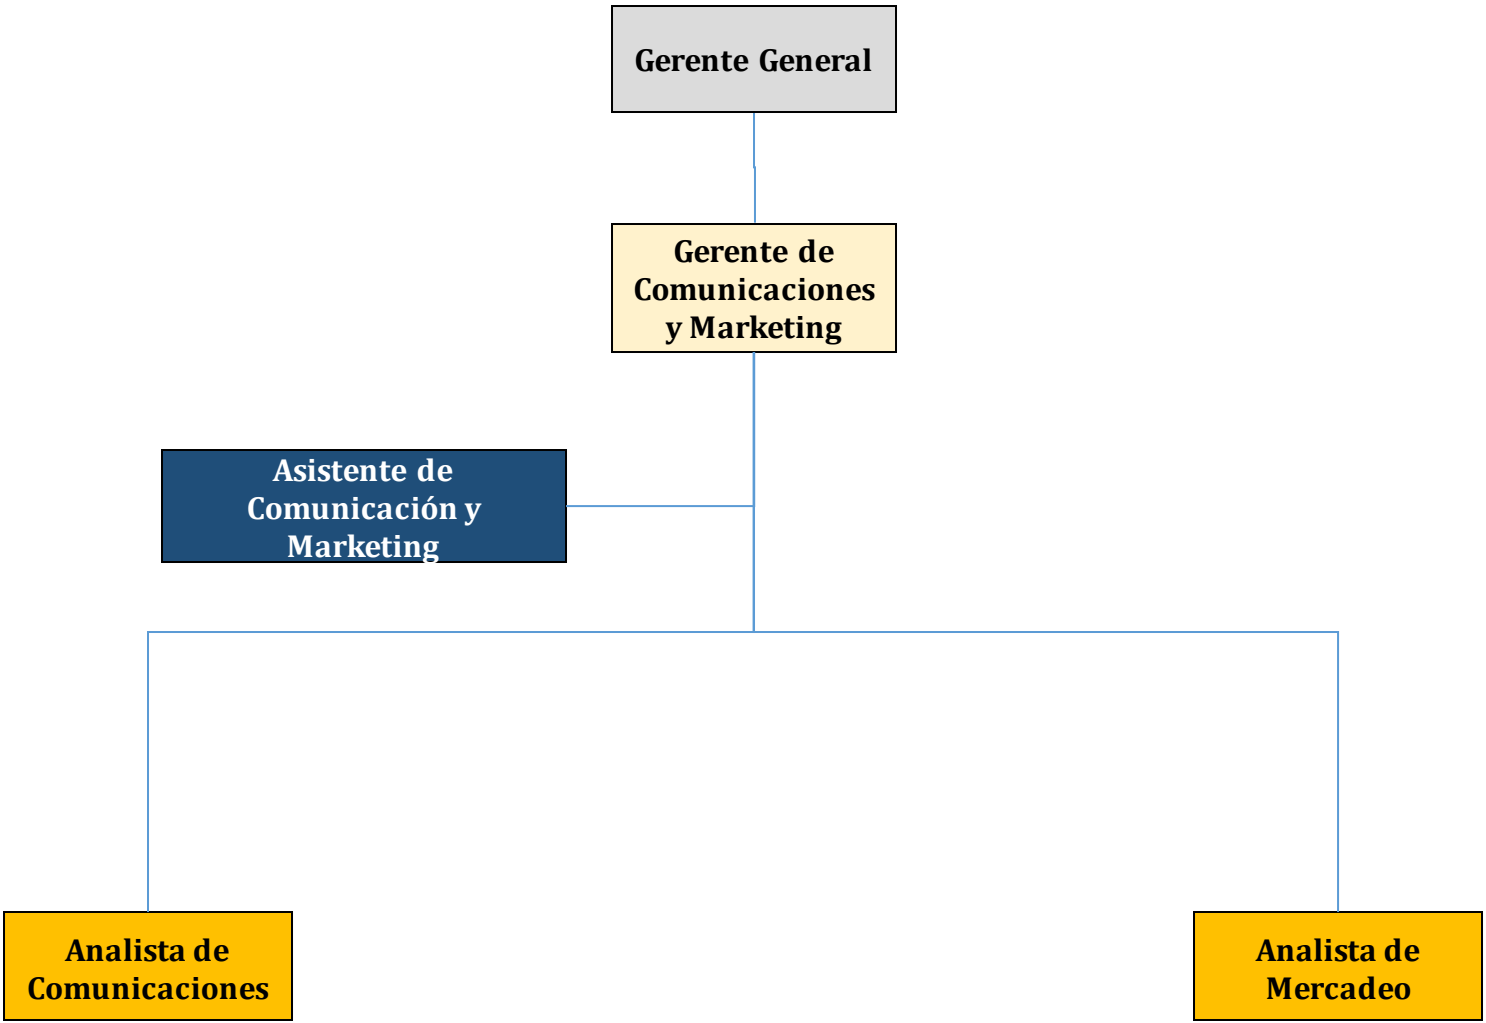 Gerente General
Gerente de
Comunicaciones
y Marketing
Asistente de
Comunicación y
Marketing
Analista de
Comunicaciones
Analista de
Mercadeo